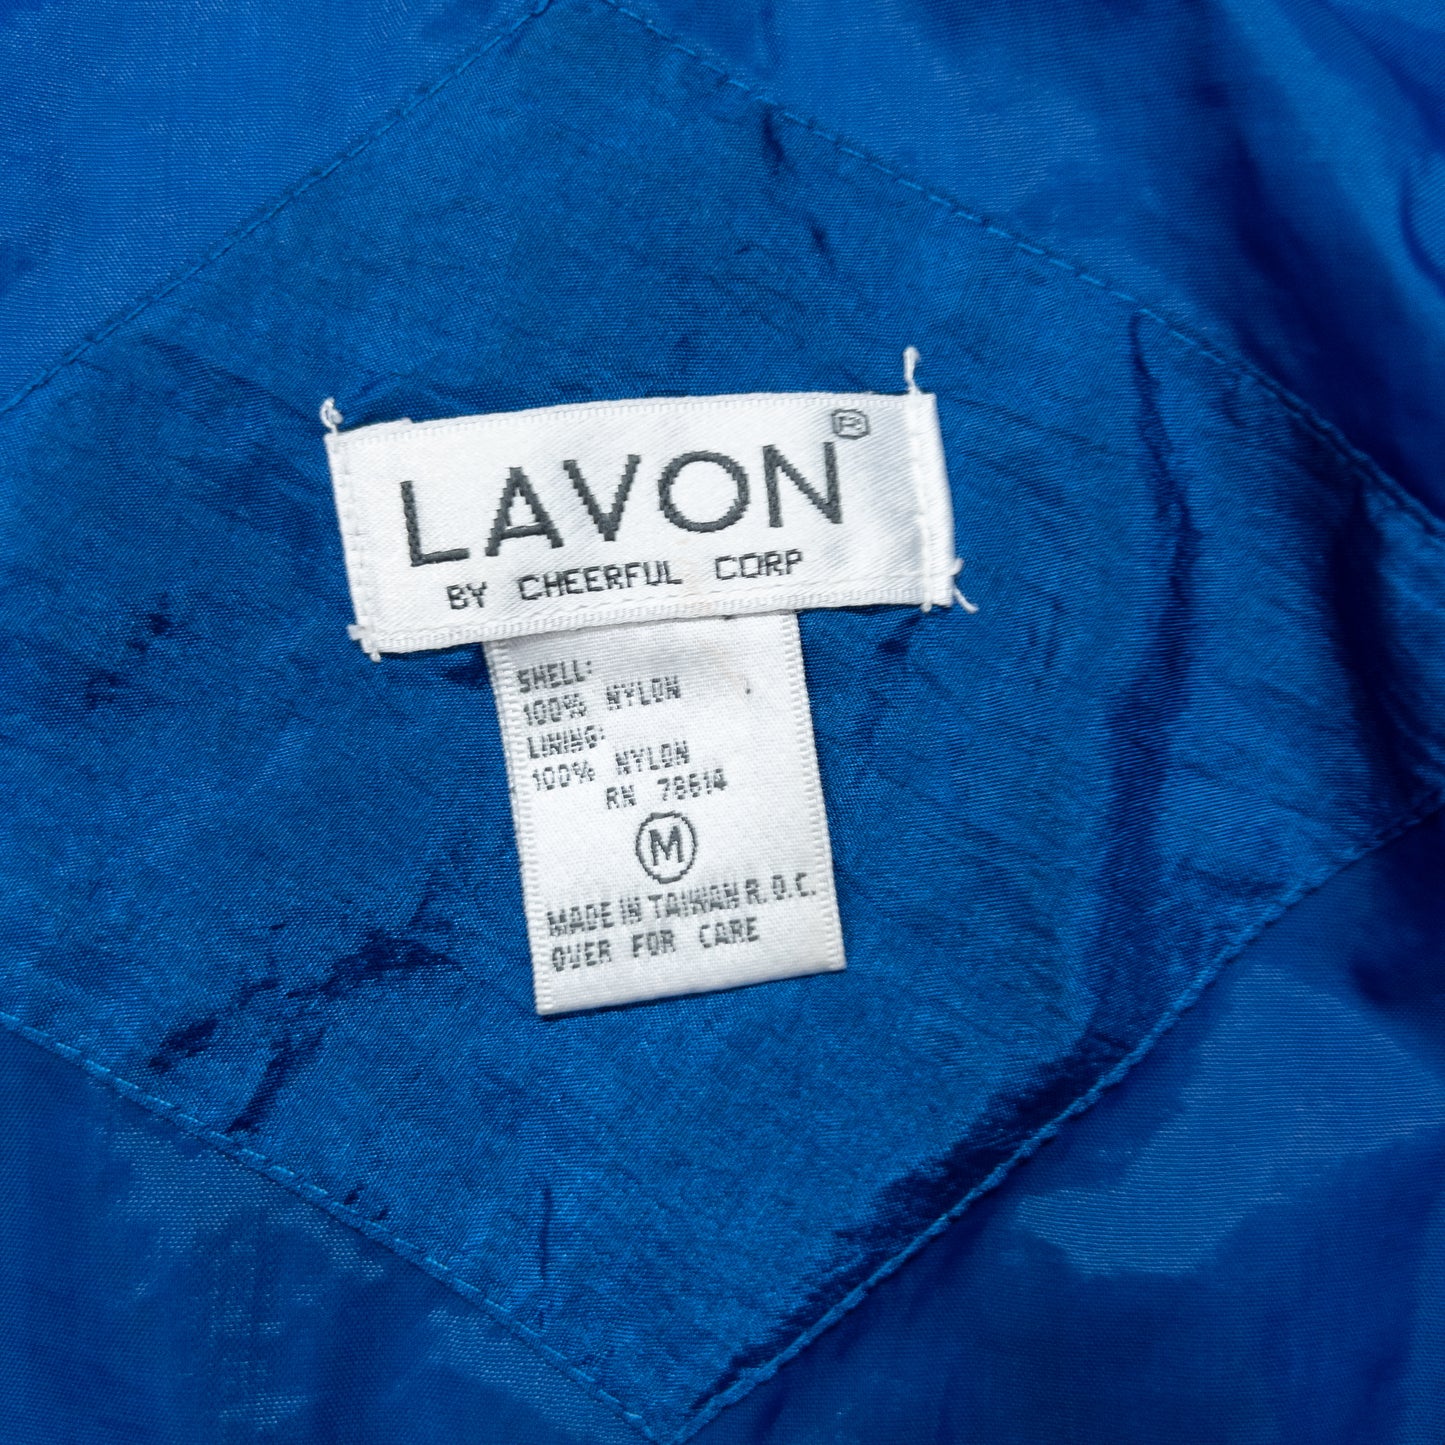 LAVON®
BY CHEERFUL CORP
SHELL:
100% NYLON
LINING:
100% NYLON
RN 78614
M
MADE IN TAIWAN R.O.C.
OVER FOR CARE